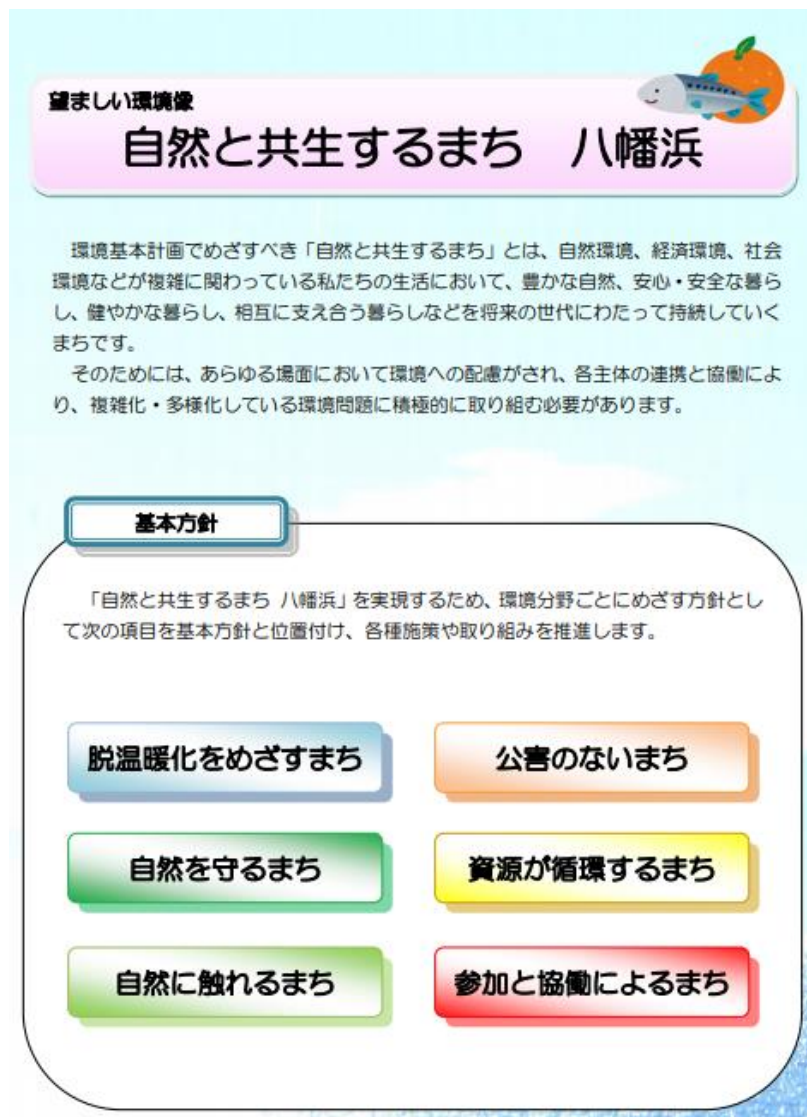 望ましい環境像
自然と共生するまち　八幡浜
　環境基本計画でめざすべき「自然と共生するまち」とは、自然環境、経済環境、社会
環境などが複雑に関わっている私たちの生活において、豊かな自然、安心・安全な暮ら
し、健やかな暮らし、相互に支え合う暮らしなどを将来の世代にわたって持続していく
まちです。
　そのためには、あらゆる場面において環境への配慮がされ、各主体の連携と協働によ
り、複雑化・多様化している環境問題に積極的に取り組む必要があります。
基本方針
　「自然と共生するまち 八幡浜」を実現するため、環境分野ごとにめざす方針とし
て次の項目を基本方針と位置付け、各種施策や取り組みを推進します。
脱温暖化をめざすまち
公害のないまち
自然を守るまち
資源が循環するまち
自然に触れるまち
参加と協働によるまち